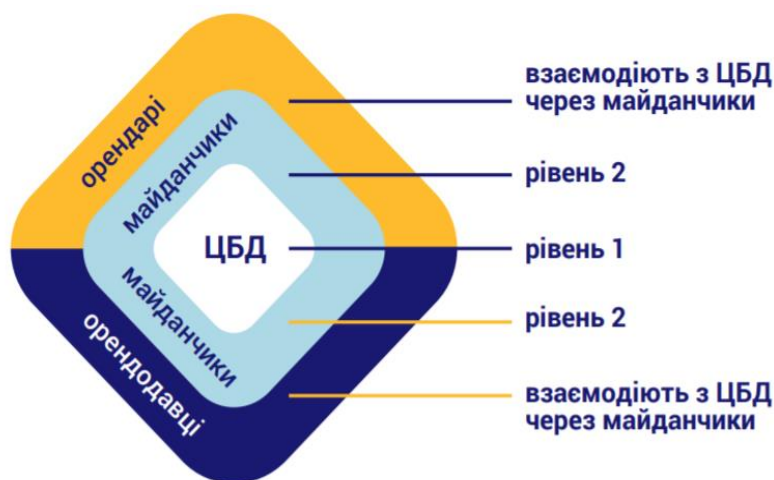 взаємодіють з ЦБД
через майданчики
орендарі
майданчики
рівень 2
ЦБД
рівень 1
майданчики
рівень 2
орендодавці
взаємодіють з ЦБД
через майданчики